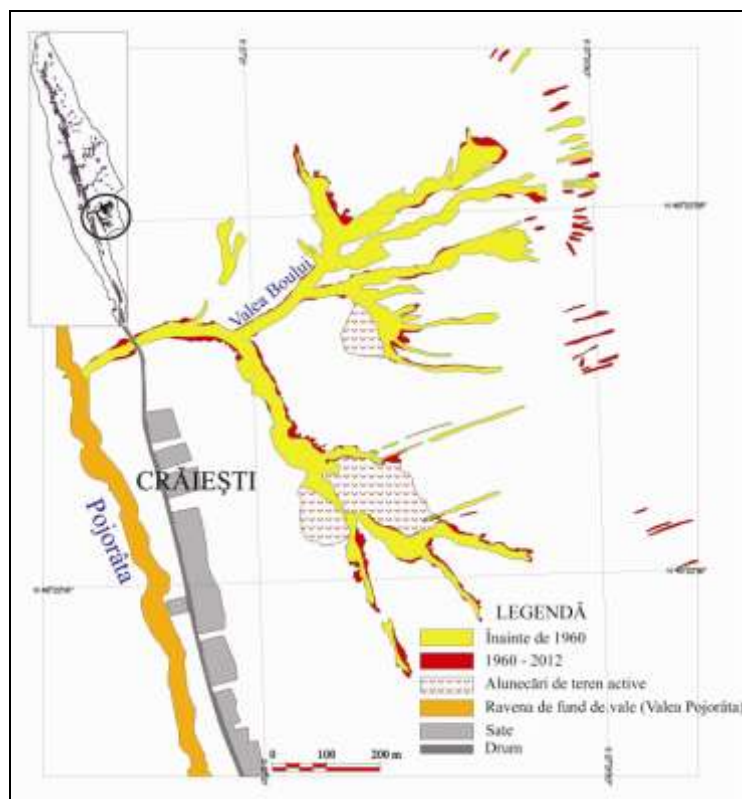 Valea Boului
CRĂIEȘTI
Pojorâta
LEGENDĂ
Înainte de 1960
1960 - 2012
Alunecări de teren active
Ravena de fund de vale (Valea Pojorâta)
Sate
Drum
0 100 200 m